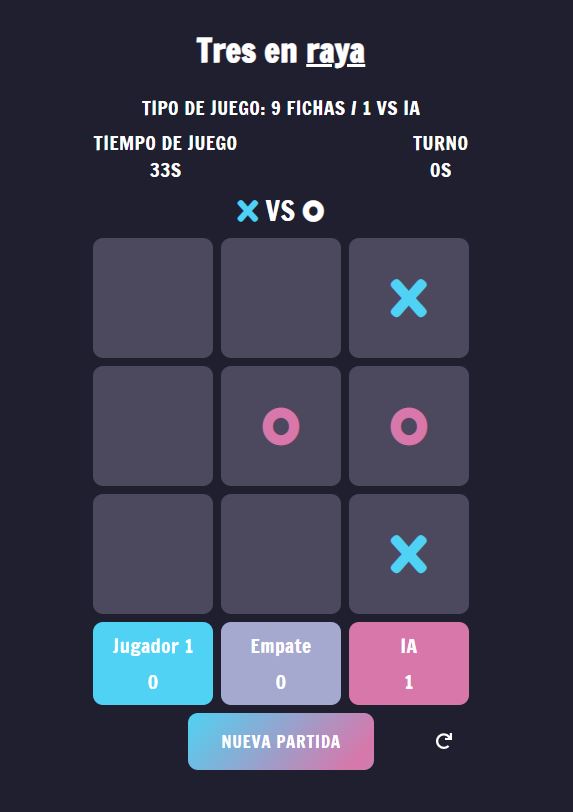 Tres en raya
TIPO DE JUEGO: 9 FICHAS / 1 VS IA
TIEMPO DE JUEGO
33S
TURNO
0S
X VS O
X
O O
X
Jugador 1
0
Empate
0
IA
1
NUEVA PARTIDA